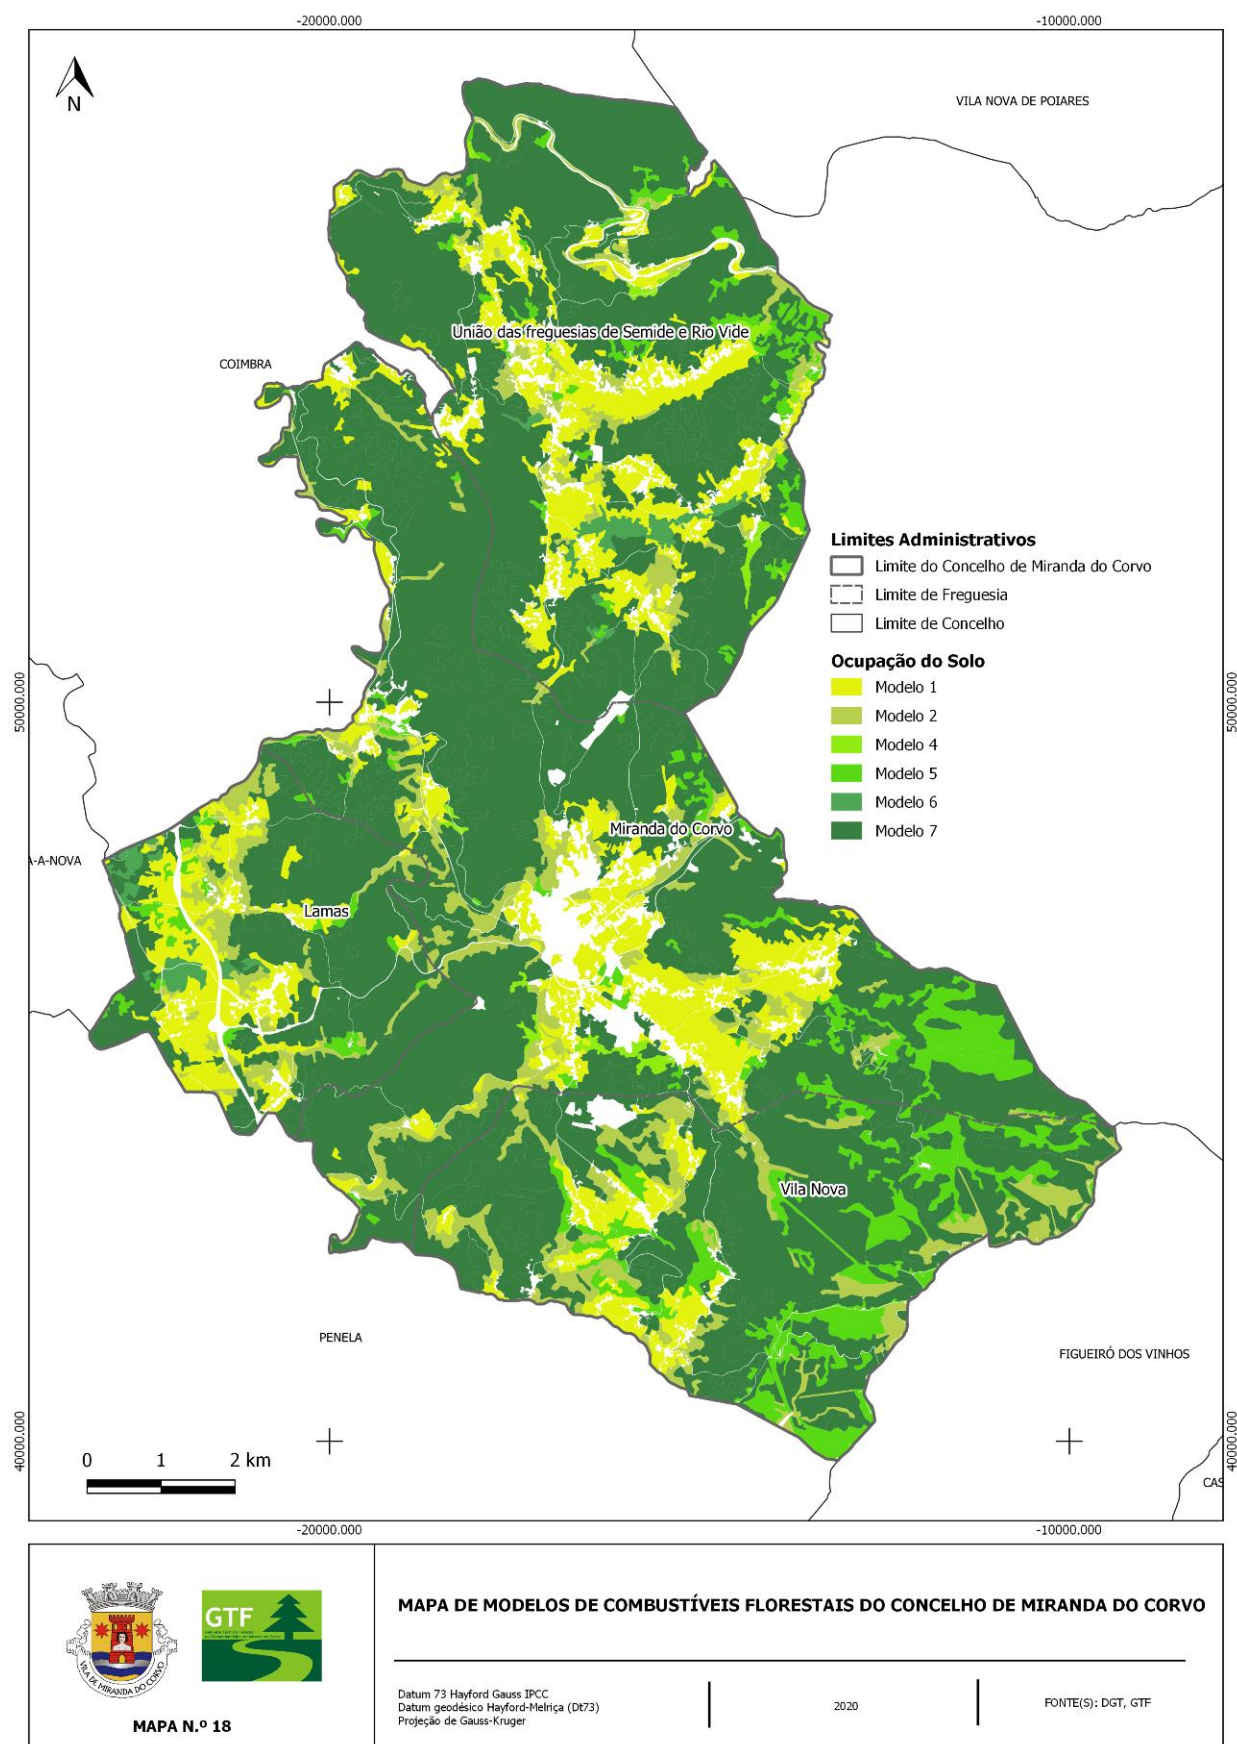 -20000.000
-10000.000
N
VILA NOVA DE POIARES
União das freguesias de Semide e Rio Vide
COIMBRA
Limites Administrativos
Limite do Concelho de Miranda do Corvo
Limite de Freguesia
Limite de Concelho
Ocupação do Solo
Modelo 1
Modelo 2
Modelo 4
Modelo 5
Modelo 6
Modelo 7
50000.000
50000.000
Miranda do Corvo
A-A-NOVA
Lamas
Vila Nova
PENELA
FIGUEIRÓ DOS VINHOS
40000.000
40000.000
0 1 2 km
CAS
-20000.000
-10000.000
GTF
VILA DE MIRANDA DO CORVO
MAPA N.º 18
MAPA DE MODELOS DE COMBUSTÍVEIS FLORESTAIS DO CONCELHO DE MIRANDA DO CORVO
Datum 73 Hayford Gauss IPCC
Datum geodésico Hayford-Melriça (Dt73)
Projeção de Gauss-Kruger
2020
FONTE(S): DGT, GTF